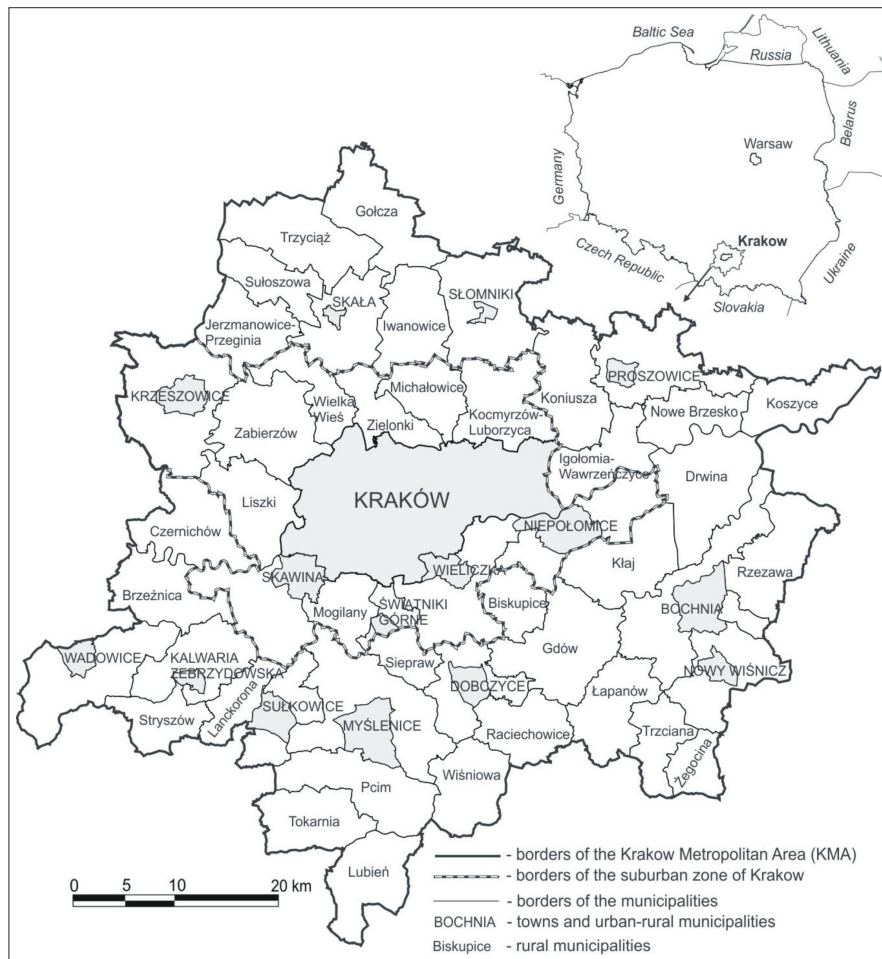 Baltic Sea
Russia
Lithuania
Belarus
Germany
Warsaw
Krakow
Czech Republic
Ukraine
Slovakia
Gołcza
Trzyciąż
Sułoszowa
SKAŁA
SŁOMNIKI
Jerzmanowice-
Przeginia
Iwanowice
KRZESZOWICE
Wielka
Wieś
Michałowice
Koniusza
PROSZOWICE
Nowe Brzesko
Koszyce
Zabierzów
Zielonki
Kocmyrzów-
Luborzyca
Igołomia-
Wawrzeńczyce
Drwina
Liszki
KRAKÓW
Czernichów
NIEPOŁOMICE
SKAWINA
WIELICZKA
Kłaj
Rzezawa
Brzeźnica
Mogilany
ŚWIĄTNIKI
GÓRNE
Biskupice
BOCHNIA
WADOWICE
KALWARIA
ZEBRZYDOWSKA
Siepraw
Gdów
NOWY WIŚNICZ
DOBCZYCE
Łapanów
Stryszów
Lanckorona
SUŁKOWICE
MYŚLENICE
Raciechowice
Trzciana
Żegocina
Pcim
Wiśniowa
Tokarnia
Lubień
0 5 10 20 km
- borders of the Krakow Metropolitan Area (KMA)
- borders of the suburban zone of Krakow
- borders of the municipalities
BOCHNIA - towns and urban-rural municipalities
Biskupice - rural municipalities